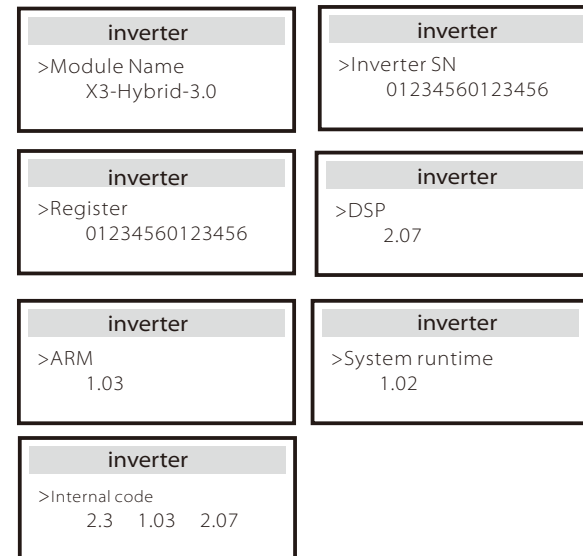 inverter
>Module Name
X3-Hybrid-3.0
inverter
>Inverter SN
01234560123456
inverter
>Register
01234560123456
inverter
>DSP
2.07
inverter
>ARM
1.03
inverter
>System runtime
1.02
inverter
>Internal code
2.3 1.03 2.07